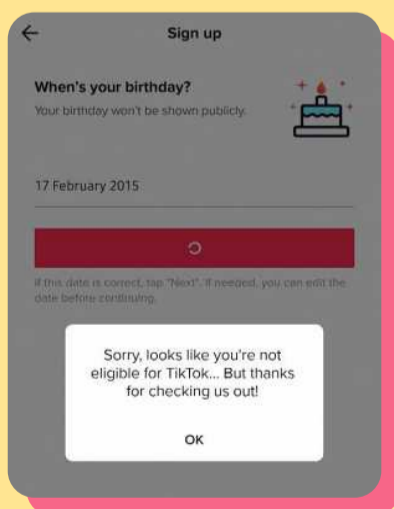 Sign up
When's your birthday?
Your birthday won't be shown publicly.
17 February 2015
If this date is correct, tap "Next". If needed, you can edit the
date before continuing.
Sorry, looks like you're not
eligible for TikTok... But thanks
for checking us out!
OK